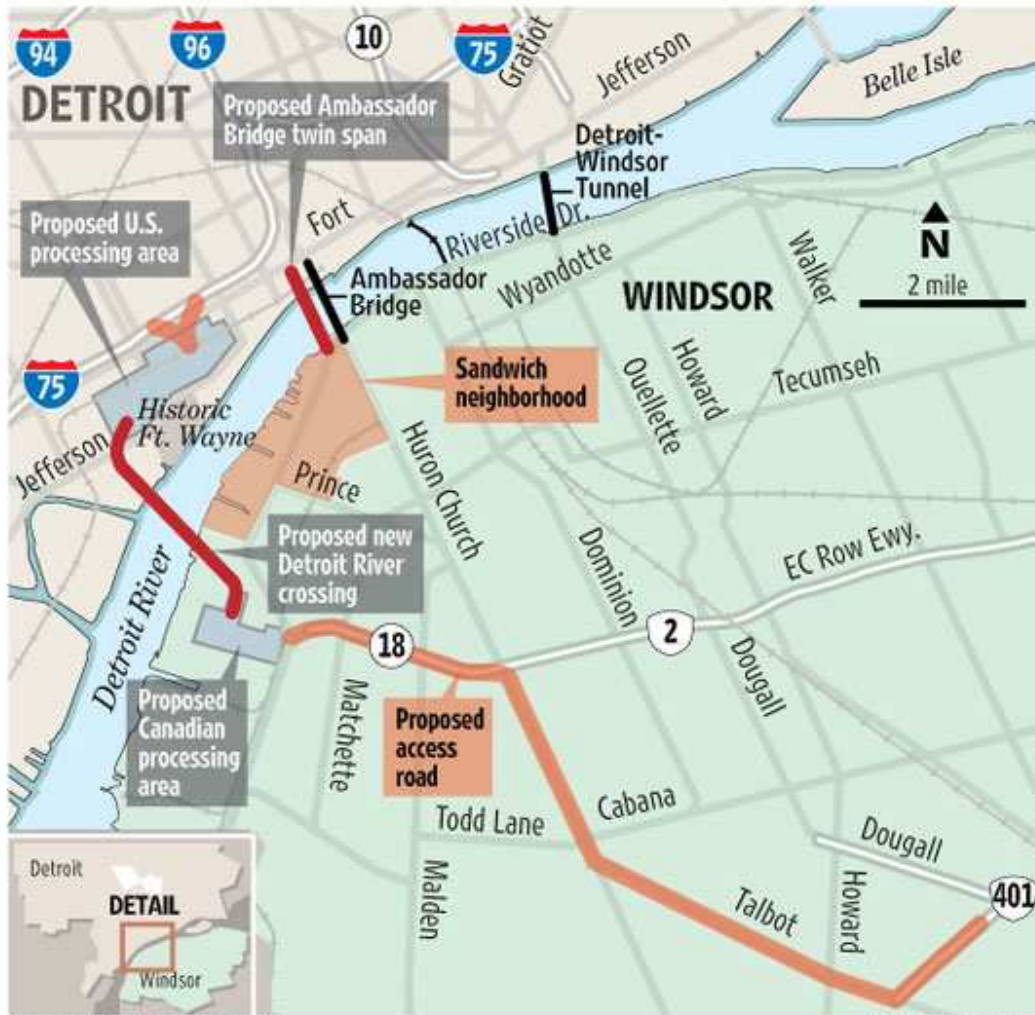 94
96
10
75
Gratiot
Jefferson
Belle Isle
DETROIT
Proposed Ambassador
Bridge twin span
Detroit-
Windsor
Tunnel
Proposed U.S.
processing area
Fort
Riverside Dr.
Wyandotte
Walker
N
2 mile
Ambassador
Bridge
WINDSOR
75
Sandwich
neighborhood
Ouellette
Howard
Tecumseh
Historic
Ft. Wayne
Jefferson
Prince
Huron Church
Proposed new
Detroit River
crossing
Dominion
EC Row Ewy.
Detroit River
18
2
Dougall
Proposed
Canadian
processing
area
Matchette
Proposed
access
road
Todd Lane
Cabana
Malden
Dougall
Howard
401
Talbot
Detroit
DETAIL
Windsor